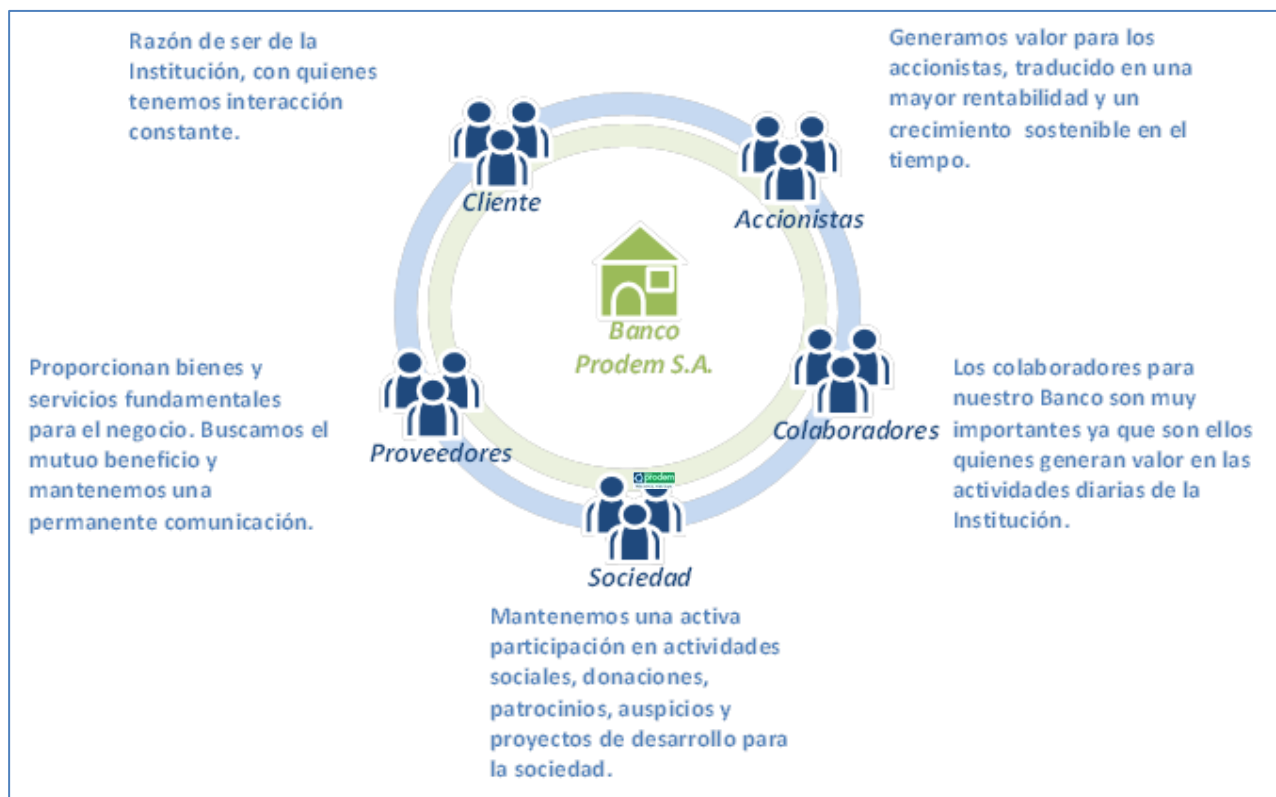 Razón de ser de la
Institución, con quienes
tenemos interacción
constante.
Cliente
Generamos valor para los
accionistas, traducido en una
mayor rentabilidad y un
crecimiento sostenible en el
tiempo.
Accionistas
Banco
Prodem S.A.
Proporcionan bienes y
servicios fundamentales
para el negocio. Buscamos el
mutuo beneficio y
mantenemos una
permanente comunicación.
Proveedores
Los colaboradores para
nuestro Banco son muy
importantes ya que son ellos
quienes generan valor en las
actividades diarias de la
Institución.
Colaboradores
prodem
Sociedad
Mantenemos una activa
participación en actividades
sociales, donaciones,
patrocinios, auspicios y
proyectos de desarrollo para
la sociedad.